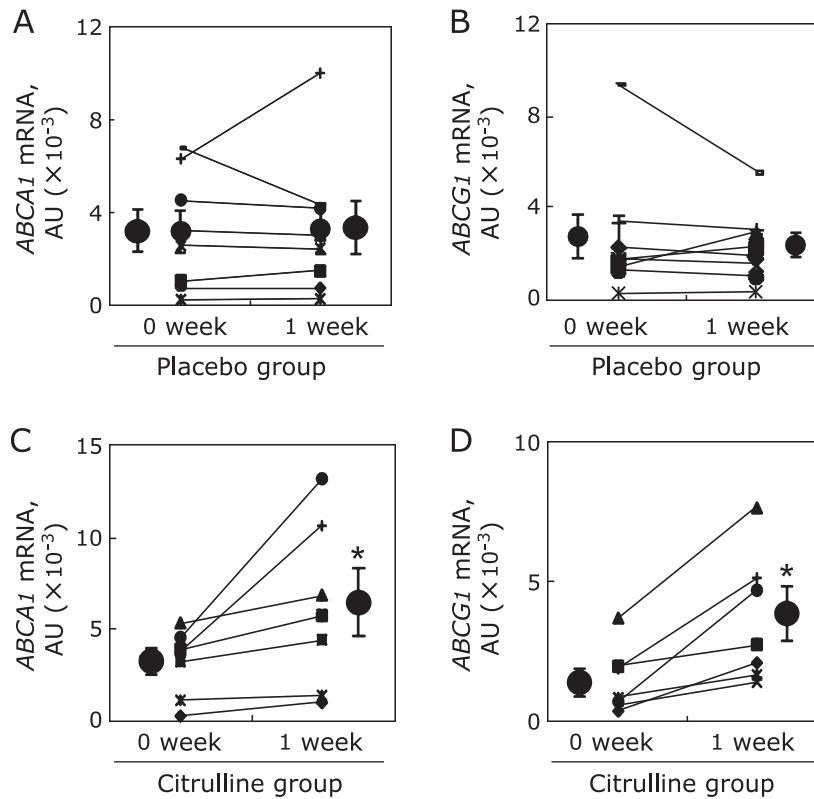 A
ABCA1 mRNA,
AU (×10⁻³)
12
8
4
0
0 week 1 week
Placebo group
B
ABCG1 mRNA,
AU (×10⁻³)
12
8
4
0
0 week 1 week
Placebo group
C
ABCA1 mRNA,
AU (×10⁻³)
15
10
5
0
*
0 week 1 week
Citrulline group
D
ABCG1 mRNA,
AU (×10⁻³)
10
5
0
*
0 week 1 week
Citrulline group